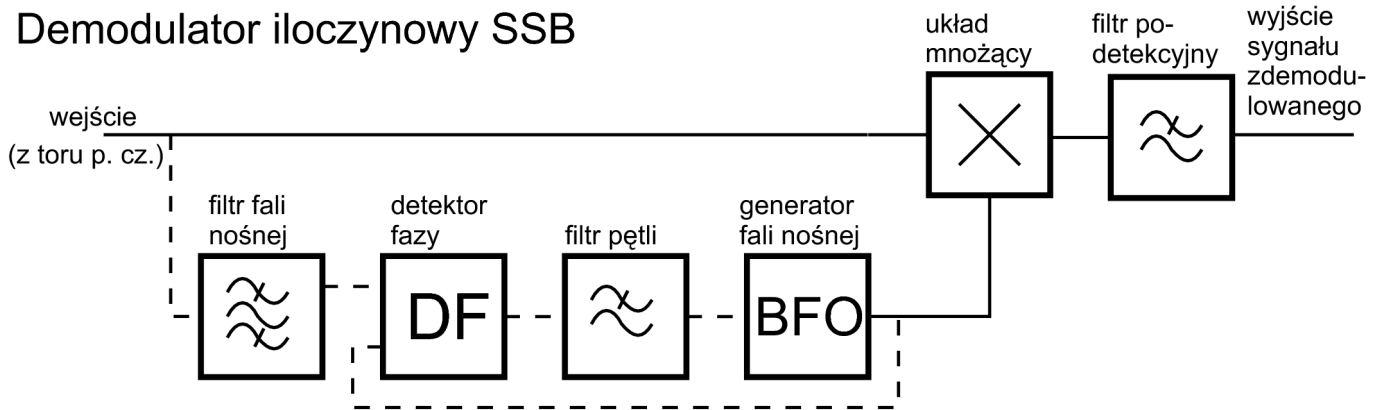 Demodulator iloczynowy SSB
wejście
(z toru p. cz.)
układ
mnożący
filtr po-
detekcyjny
wyjście
sygnału
zdemodu-
lowanego
filtr fali
nośnej
detektor
fazy
filtr pętli
generator
fali nośnej
DF
BFO